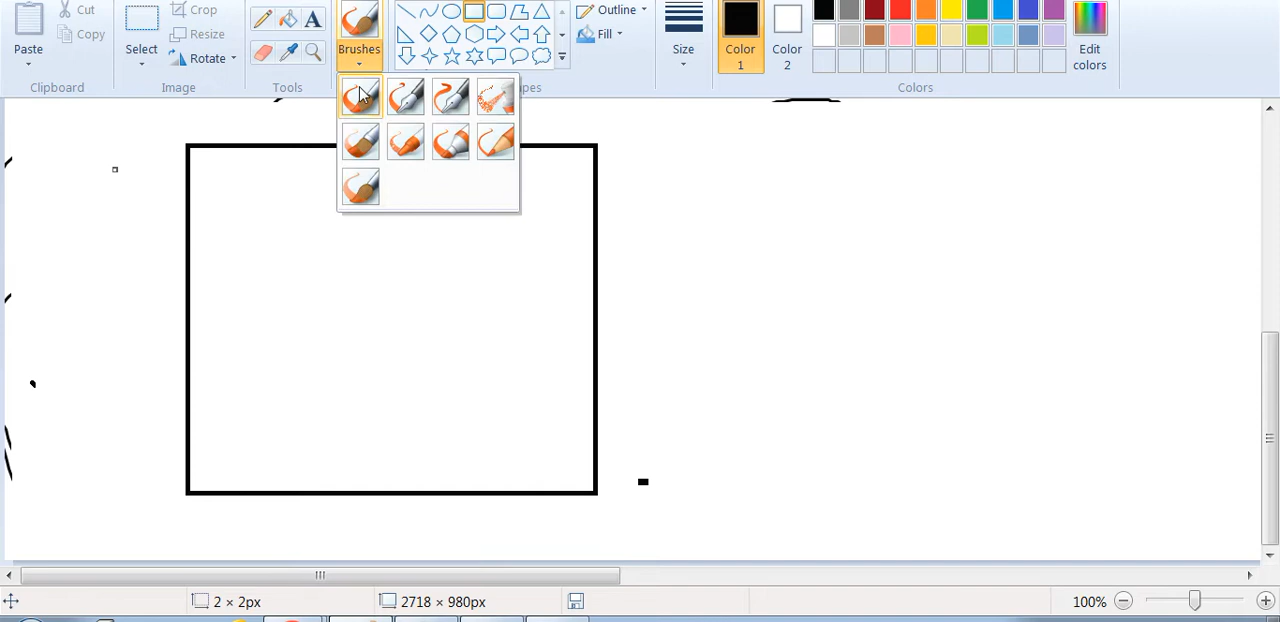 Cut
Copy
Paste
Clipboard
Crop
Resize
Rotate
Select
Image
Tools
Brushes
pes
Outline
Fill
Size
Color
1
Color
2
Edit
colors
Colors
2 × 2px
2718 × 980px
100%